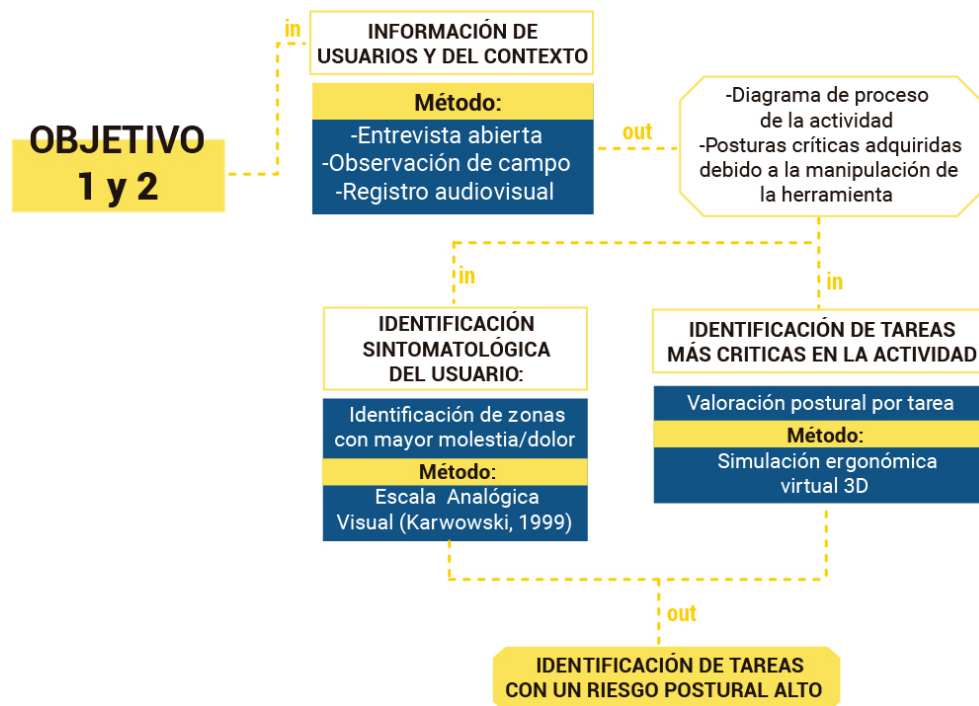 in
INFORMACIÓN DE
USUARIOS Y DEL CONTEXTO
Método:
-Entrevista abierta
-Observación de campo
-Registro audiovisual
OBJETIVO
1 y 2
out
-Diagrama de proceso
de la actividad
-Posturas críticas adquiridas
debido a la manipulación de
la herramienta
in
in
IDENTIFICACIÓN
SINTOMATOLÓGICA
DEL USUARIO:
Identificación de zonas
con mayor molestia/dolor
Método:
Escala Analógica
Visual (Karwowski, 1999)
IDENTIFICACIÓN DE TAREAS
MÁS CRITICAS EN LA ACTIVIDAD
Valoración postural por tarea
Método:
Simulación ergonómica
virtual 3D
out
IDENTIFICACIÓN DE TAREAS
CON UN RIESGO POSTURAL ALTO